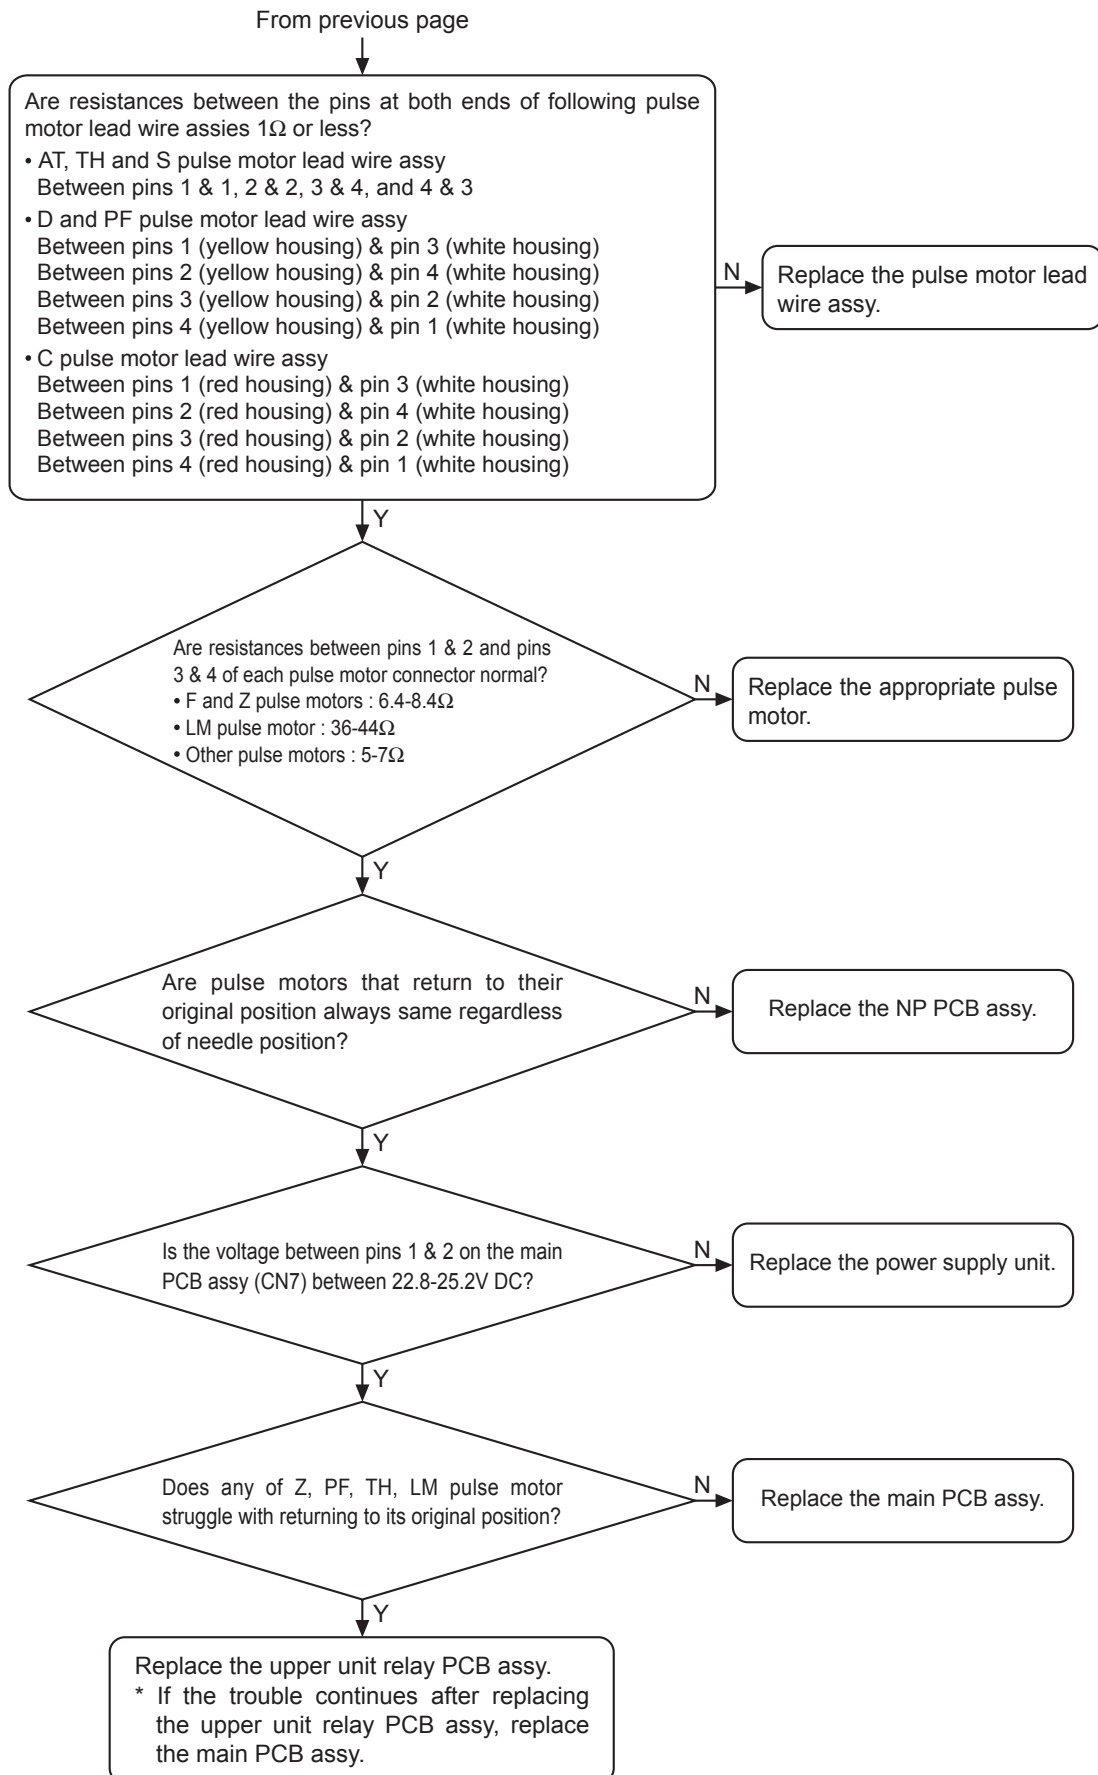 From previous page
Are resistances between the pins at both ends of following pulse
motor lead wire assies 1Ω or less?
• AT, TH and S pulse motor lead wire assy
Between pins 1 & 1, 2 & 2, 3 & 4, and 4 & 3
• D and PF pulse motor lead wire assy
Between pins 1 (yellow housing) & pin 3 (white housing)
Between pins 2 (yellow housing) & pin 4 (white housing)
Between pins 3 (yellow housing) & pin 2 (white housing)
Between pins 4 (yellow housing) & pin 1 (white housing)
• C pulse motor lead wire assy
Between pins 1 (red housing) & pin 3 (white housing)
Between pins 2 (red housing) & pin 4 (white housing)
Between pins 3 (red housing) & pin 2 (white housing)
Between pins 4 (red housing) & pin 1 (white housing)
N
Replace the pulse motor lead
wire assy.
Y
Are resistances between pins 1 & 2 and pins
3 & 4 of each pulse motor connector normal?
• F and Z pulse motors : 6.4-8.4Ω
• LM pulse motor : 36-44Ω
• Other pulse motors : 5-7Ω
N
Replace the appropriate pulse
motor.
Y
Are pulse motors that return to their
original position always same regardless
of needle position?
N
Replace the NP PCB assy.
Y
Is the voltage between pins 1 & 2 on the main
PCB assy (CN7) between 22.8-25.2V DC?
N
Replace the power supply unit.
Y
Does any of Z, PF, TH, LM pulse motor
struggle with returning to its original position?
N
Replace the main PCB assy.
Y
Replace the upper unit relay PCB assy.
* If the trouble continues after replacing
the upper unit relay PCB assy, replace
the main PCB assy.